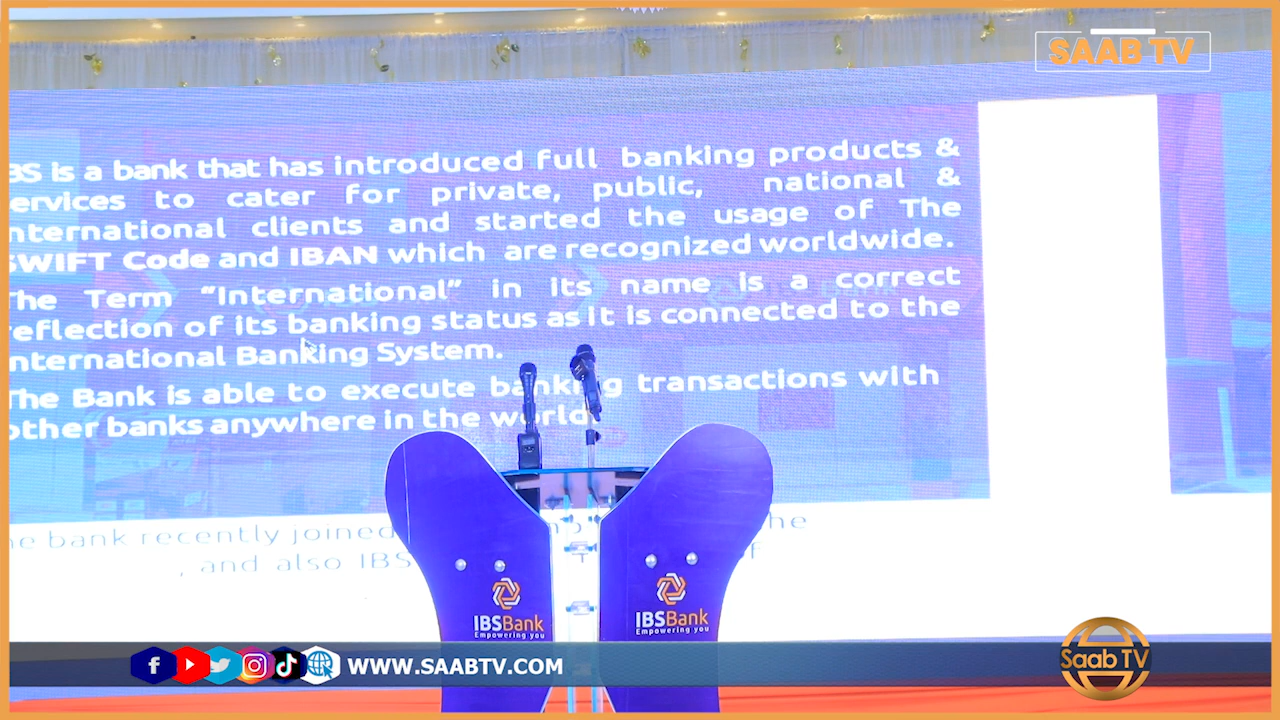 SAAB TV
BS is a bank that has introduced full banking products &
ervices to cater for private, public, national &
nternational clients and started the usage of The
SWIFT Code and IBAN which are recognized worldwide.
The Term “International” in its name is a correct
reflection of its banking status as it is connected to the
nternational Banking System.
The Bank is able to execute banking transactions with
other banks anywhere in the world.
he bank recently joined he
, and also IBS
IBSBank
Empowering you
IBSBank
Empowering you
WWW.SAABTV.COM
Saab TV